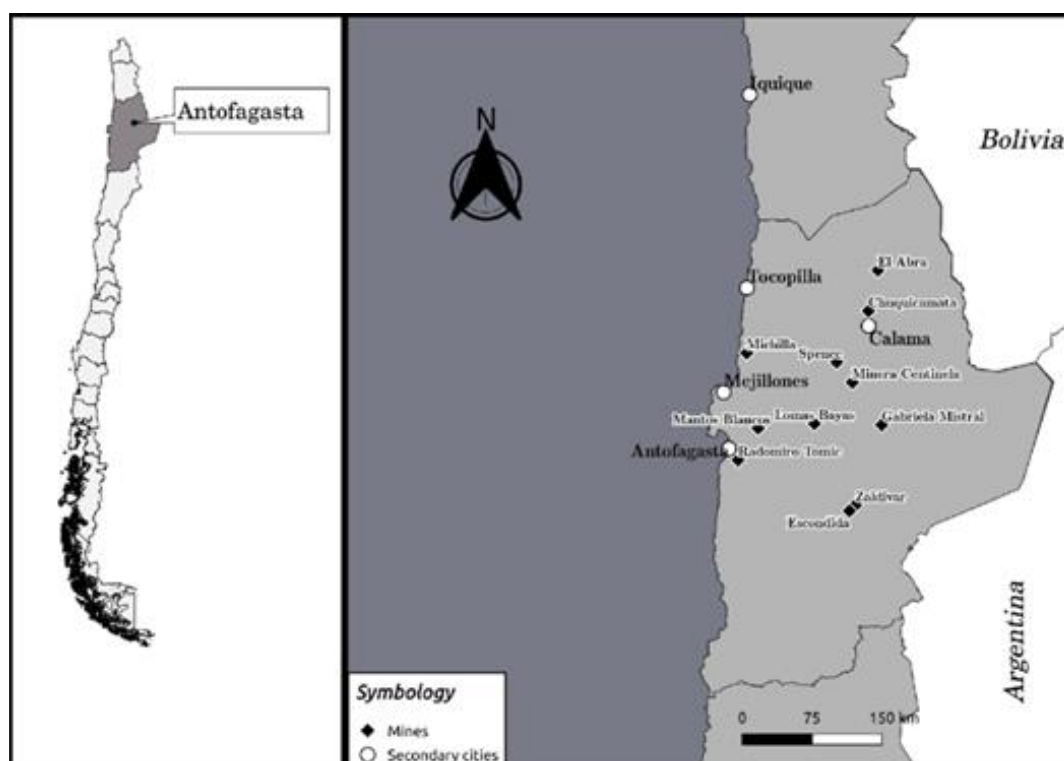 Antofagasta
N
Iquique
Bolivia
El Abra
Tocopilla
Chuquicamata
Calama
Michilla
Spence
Minera Centinela
Mejillones
Mantos Blancos
Lomas Bayas
Gabriela Mistral
Antofagasta
Radomiro Tomic
Zaldivar
Escondida
Argentina
Symbology
Mines
Secondary cities
0 75 150 km